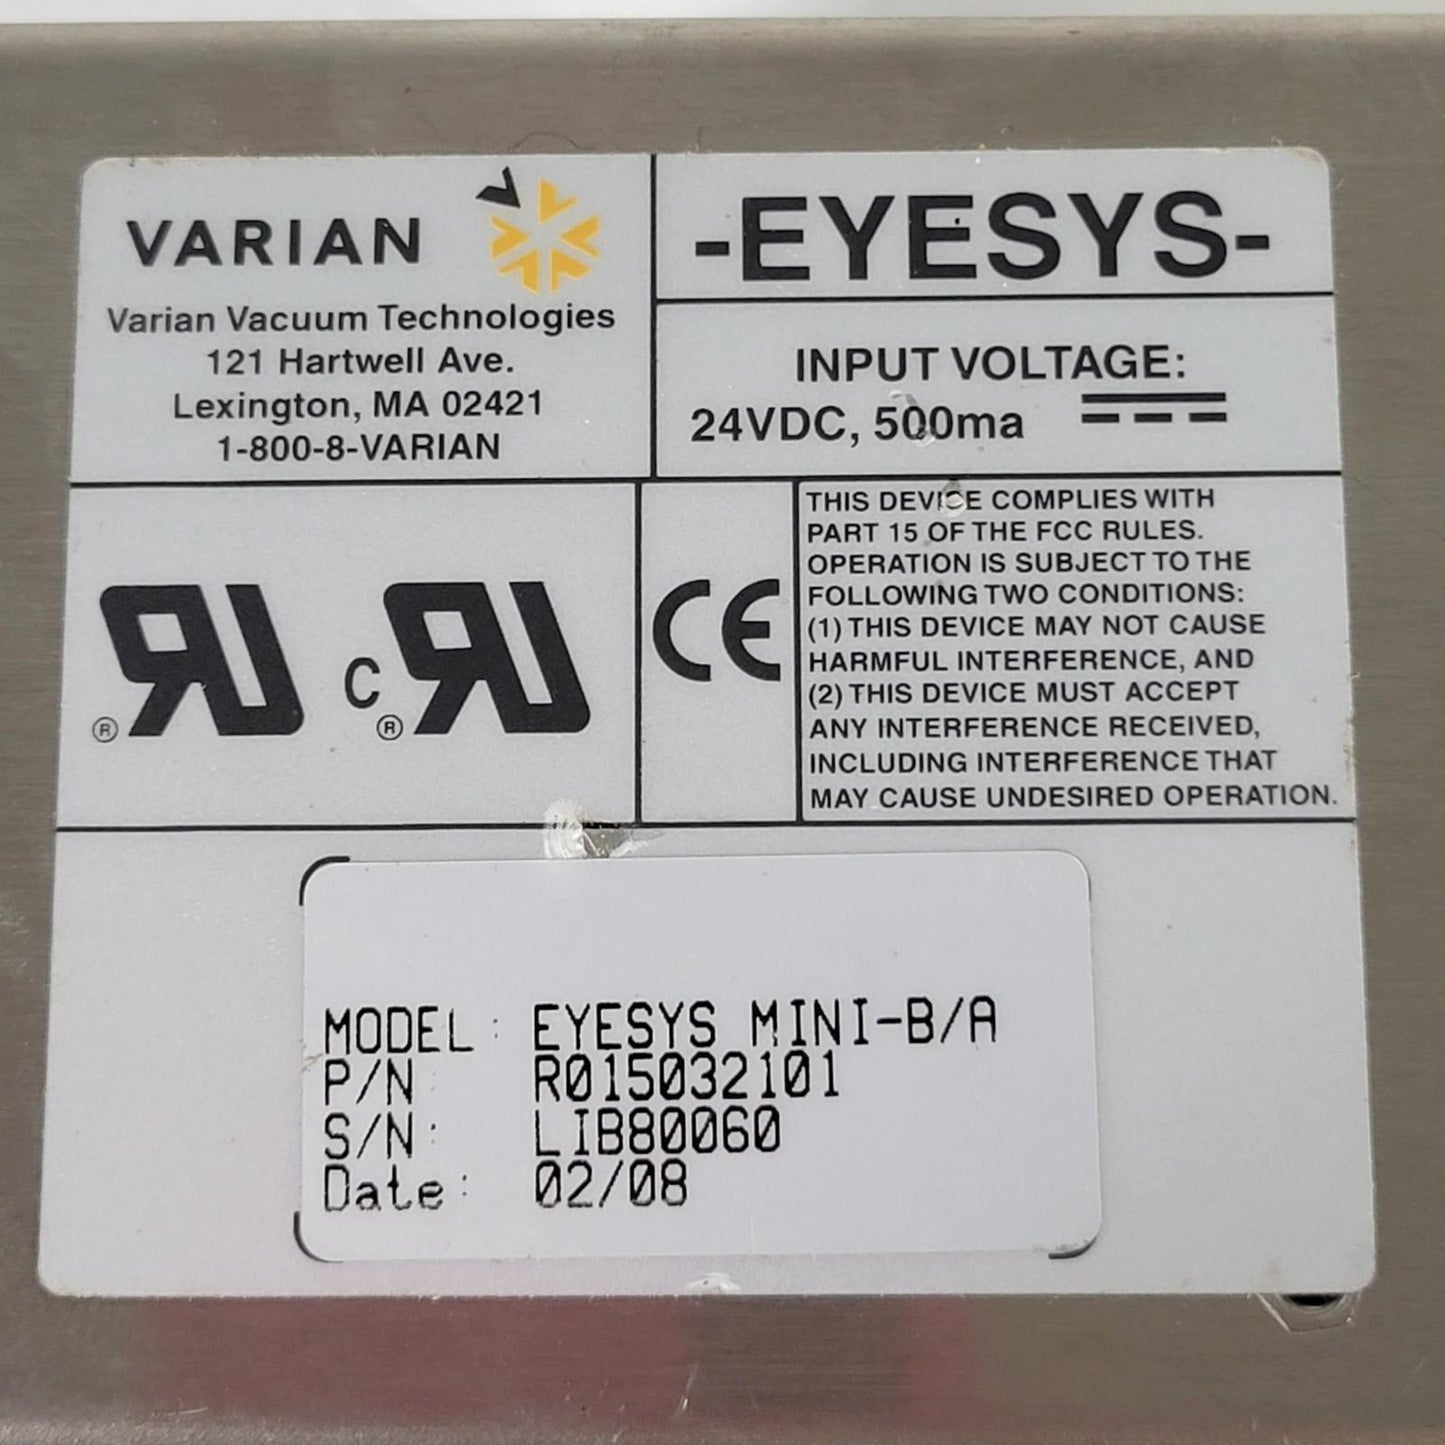 VARIAN
Varian Vacuum Technologies
121 Hartwell Ave.
Lexington, MA 02421
1-800-8-VARIAN
-EYESYS-
INPUT VOLTAGE:
24VDC, 500ma
RU ®
C RU ®
CE
THIS DEVICE COMPLIES WITH
PART 15 OF THE FCC RULES.
OPERATION IS SUBJECT TO THE
FOLLOWING TWO CONDITIONS:
(1) THIS DEVICE MAY NOT CAUSE
HARMFUL INTERFERENCE, AND
(2) THIS DEVICE MUST ACCEPT
ANY INTERFERENCE RECEIVED,
INCLUDING INTERFERENCE THAT
MAY CAUSE UNDESIRED OPERATION.
MODEL: EYESYS MINI-B/A
P/N R015032101
S/N: LIB80060
Date: 02/08